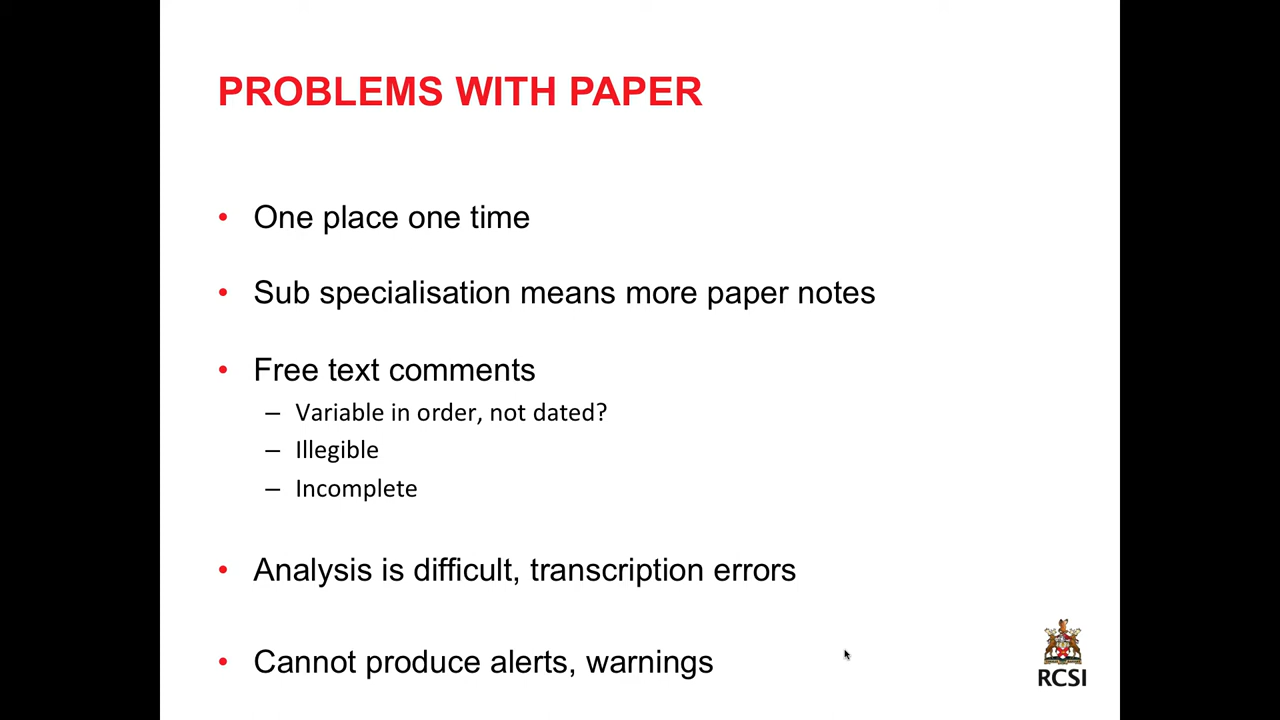 PROBLEMS WITH PAPER
• One place one time
• Sub specialisation means more paper notes
• Free text comments
– Variable in order, not dated?
– Illegible
– Incomplete
• Analysis is difficult, transcription errors
• Cannot produce alerts, warnings
RCSI